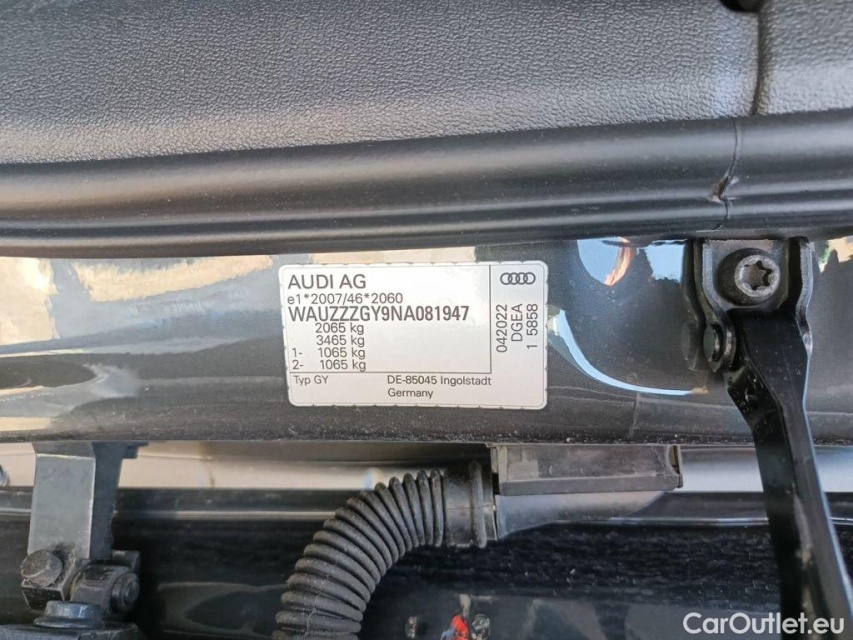 AUDI AG
e1*2007/46*2060
WAUZZZGY9NA081947
2065 kg
3465 kg
1- 1065 kg
2- 1065 kg
Typ GY
DE-85045 Ingolstadt
Germany
042022
DGEA
1 5858
CarOutlet.eu